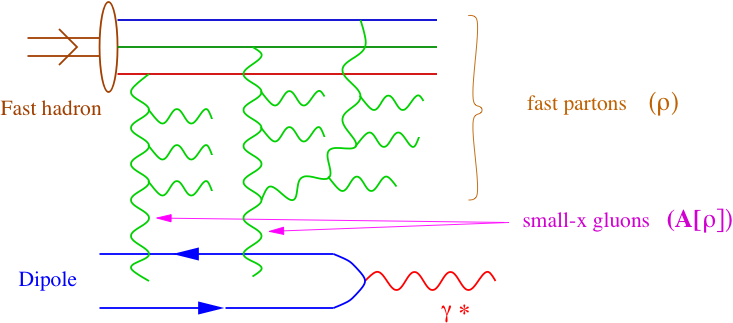 Fast hadron
fast partons (ρ)
small-x gluons (A[ρ])
Dipole
γ *